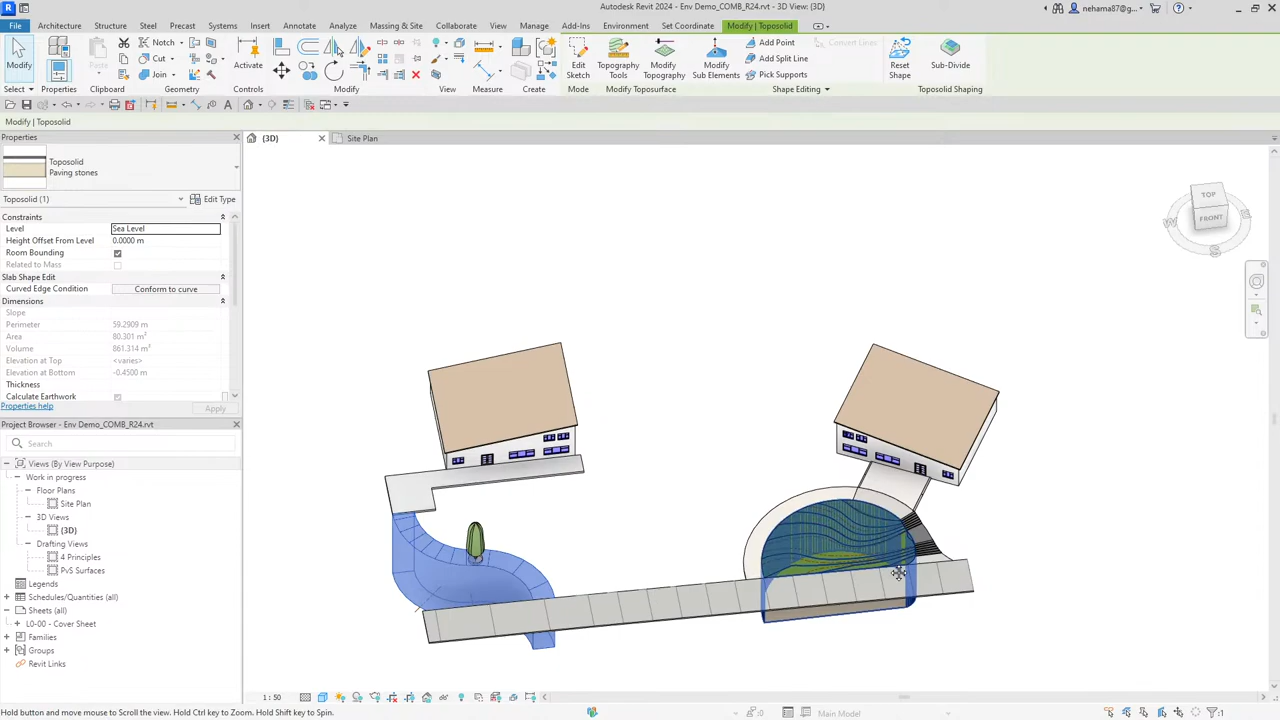 Autodesk Revit 2024 - Env Demo_COMB_R24.rvt - 3D View: {3D}
nehama87@g...
File Architecture Structure Steel Precast Systems Insert Annotate Analyze Massing & Site Collaborate View Manage Add-Ins Environment Set Coordinate Modify | Toposolid
Modify Properties Paste Notch Cut Join Activate Edit Sketch Topography Tools Modify Topography Modify Sub Elements Add Point Add Split Line Pick Supports Convert Lines Reset Shape Sub-Divide
Select Properties Clipboard Geometry Controls Modify View Measure Create Mode Modify Toposurface Shape Editing Toposolid Shaping
Modify | Toposolid
Properties
{3D} Site Plan
Toposolid
Paving stones
Toposolid (1) Edit Type
Constraints
Level Sea Level
Height Offset From Level 0.0000 m
Room Bounding
Related to Mass
Slab Shape Edit
Curved Edge Condition Conform to curve
Dimensions
Slope
Perimeter 59.2909 m
Area 80.301 m²
Volume 861.314 m³
Elevation at Top <varies>
Elevation at Bottom -0.4500 m
Thickness
Calculate Earthwork
Properties help Apply
Project Browser - Env Demo_COMB_R24.rvt
Search
Views (By View Purpose)
Work in progress
Floor Plans
Site Plan
3D Views
{3D}
Drafting Views
4 Principles
PvS Surfaces
Legends
Schedules/Quantities (all)
Sheets (all)
L0-00 - Cover Sheet
Families
Groups
Revit Links
TOP
FRONT
W E
S
1 : 50
Hold button and move mouse to Scroll the view. Hold Ctrl key to Zoom. Hold Shift key to Spin. :0 Main Model :1